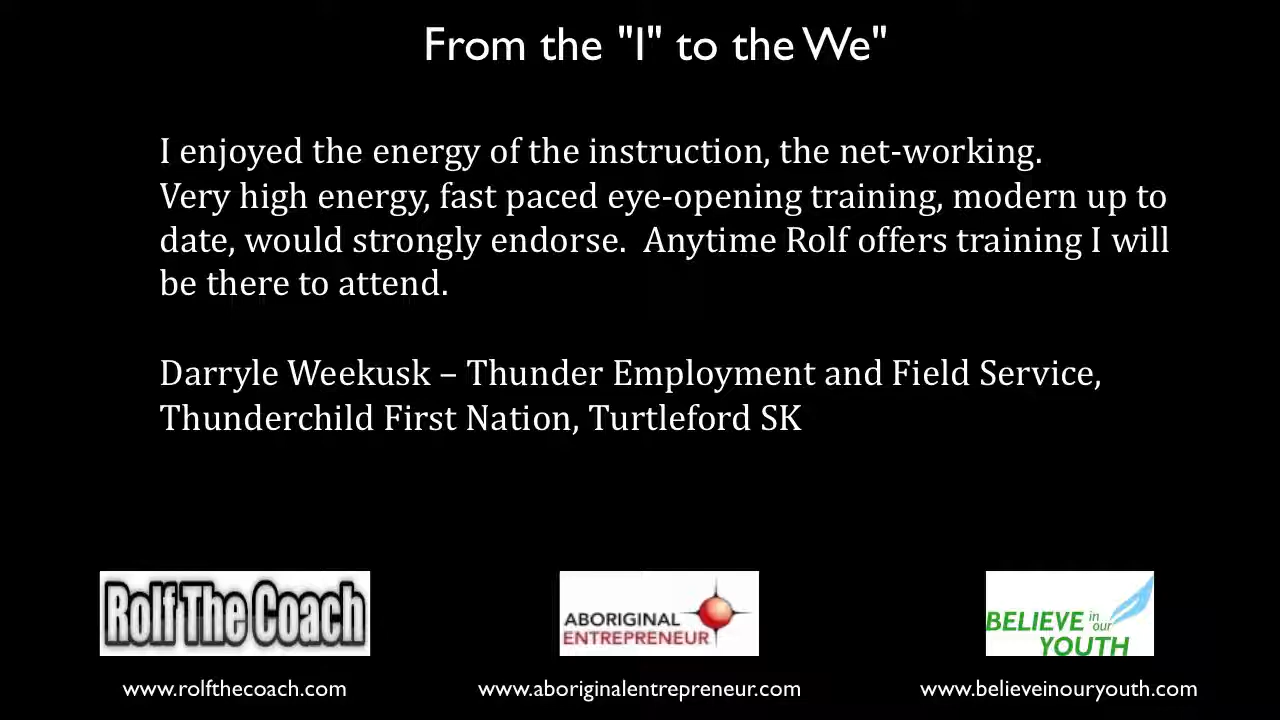 From the "I" to the We"
I enjoyed the energy of the instruction, the net-working.
Very high energy, fast paced eye-opening training, modern up to
date, would strongly endorse.  Anytime Rolf offers training I will
be there to attend.
Darryle Weekusk – Thunder Employment and Field Service,
Thunderchild First Nation, Turtleford SK
Rolf The Coach
ABORIGINAL
ENTREPRENEUR
BELIEVE in
our
YOUTH
www.rolfthecoach.com
www.aboriginalentrepreneur.com
www.believeinouryouth.com